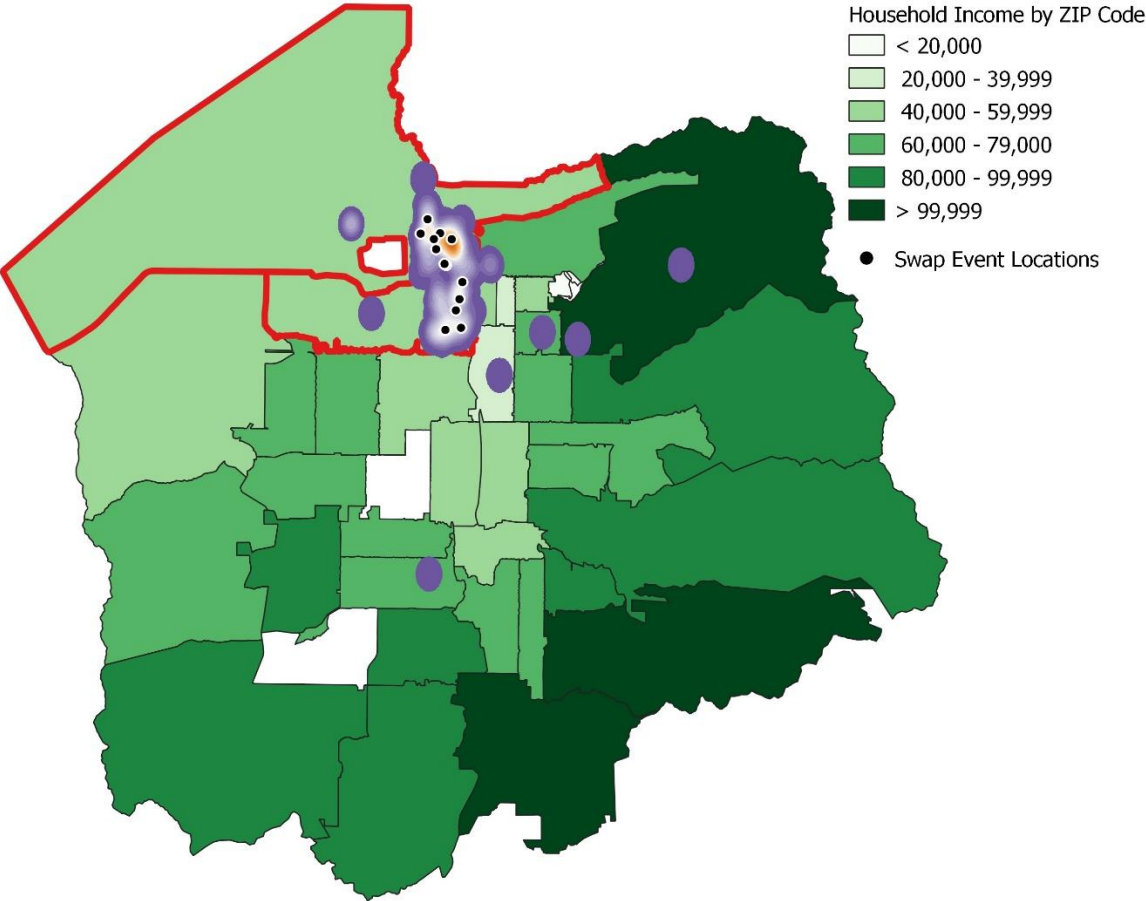 Household Income by ZIP Code
< 20,000
20,000 - 39,999
40,000 - 59,999
60,000 - 79,000
80,000 - 99,999
> 99,999
Swap Event Locations